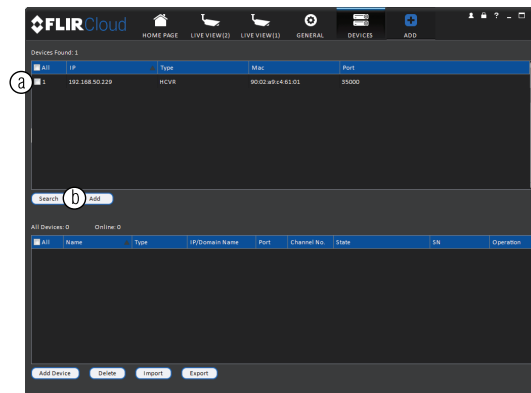 FLIR Cloud
HOME PAGE LIVE VIEW(2) LIVE VIEW(1) GENERAL DEVICES ADD ?
Devices Found: 1
All IP Type Mac Port
a 1 192.168.50.229 HCVR 90:02:a9:c4:61:01 35000
Search b Add
All Devices: 0 Online: 0
All Name Type IP/Domain Name Port Channel No. State SN Operation
Add Device Delete Import Export